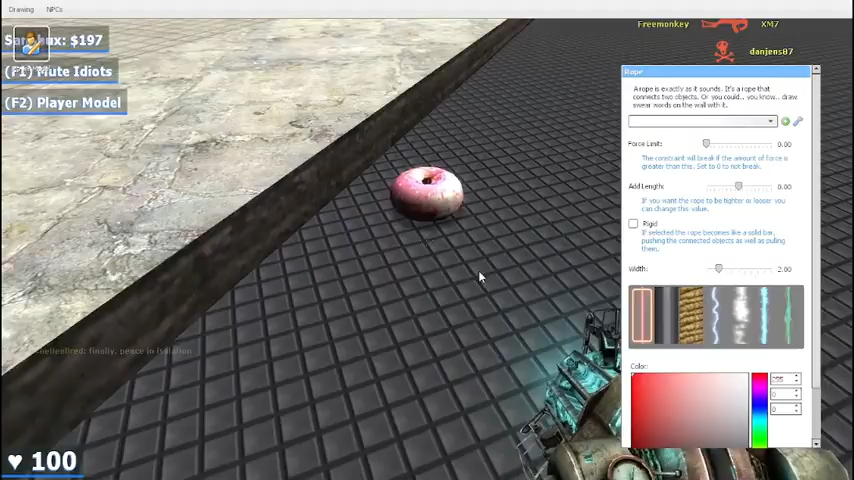 Drawing NPCs
Freemonkey XM7
danjens87
$197
(F1) Mute Idiots
(F2) Player Model
Rope
A rope is exactly as it sounds. It's a rope that
connects two objects. Or you could.. you know.. draw
swear words on the wall with it.
Force Limit: 0.00
The constraint will break if the amount of force is
greater than this. Set to 0 to not break.
Add Length: 0.00
If you want the rope to be tighter or looser you
can change this value.
Rigid
If selected the rope becomes like a solid bar,
pushing the connected objects as well as pulling
them.
Width: 2.00
finally, peace in isolation
Color:
255
0
0
♥ 100